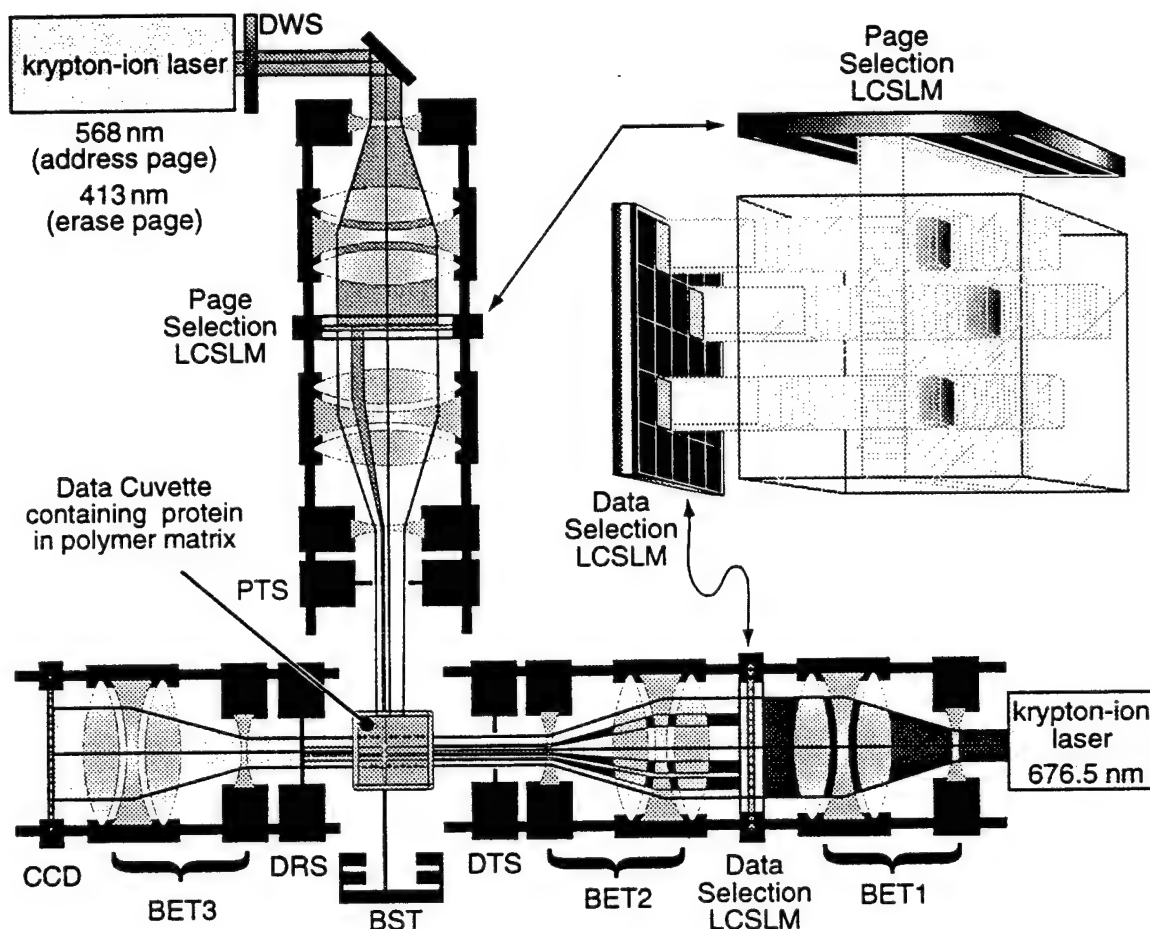 DWS
krypton-ion laser
568 nm
(address page)
413 nm
(erase page)
Page
Selection
LCSLM
Page
Selection
LCSLM
Data Selection
LCSLM
Data Cuvette
containing protein
in polymer matrix
PTS
krypton-ion
laser
676.5 nm
CCD
BET3
DRS
BST
DTS
BET2
Data
Selection
LCSLM
BET1